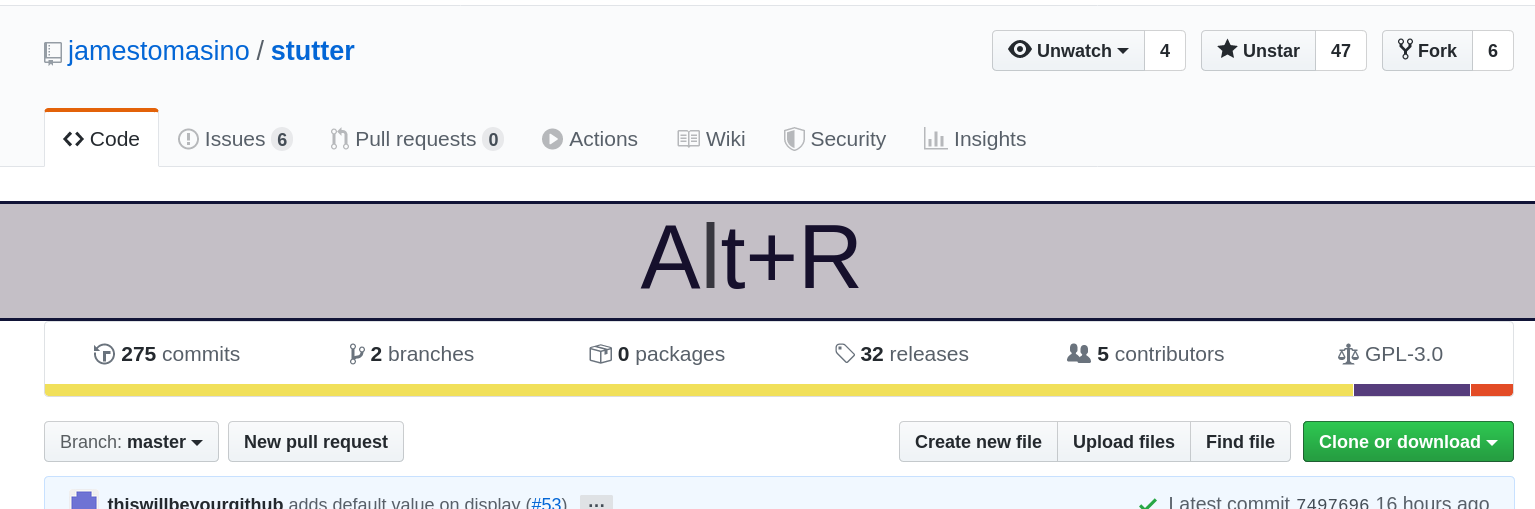 jamestomasino / stutter
Unwatch 4 Unstar 47 Fork 6
Code Issues 6 Pull requests 0 Actions Wiki Security Insights
Alt+R
275 commits 2 branches 0 packages 32 releases 5 contributors GPL-3.0
Branch: master New pull request Create new file Upload files Find file Clone or download
thiswillbeyourgithub adds default value on display (#53) ... Latest commit 7497696 16 hours ago